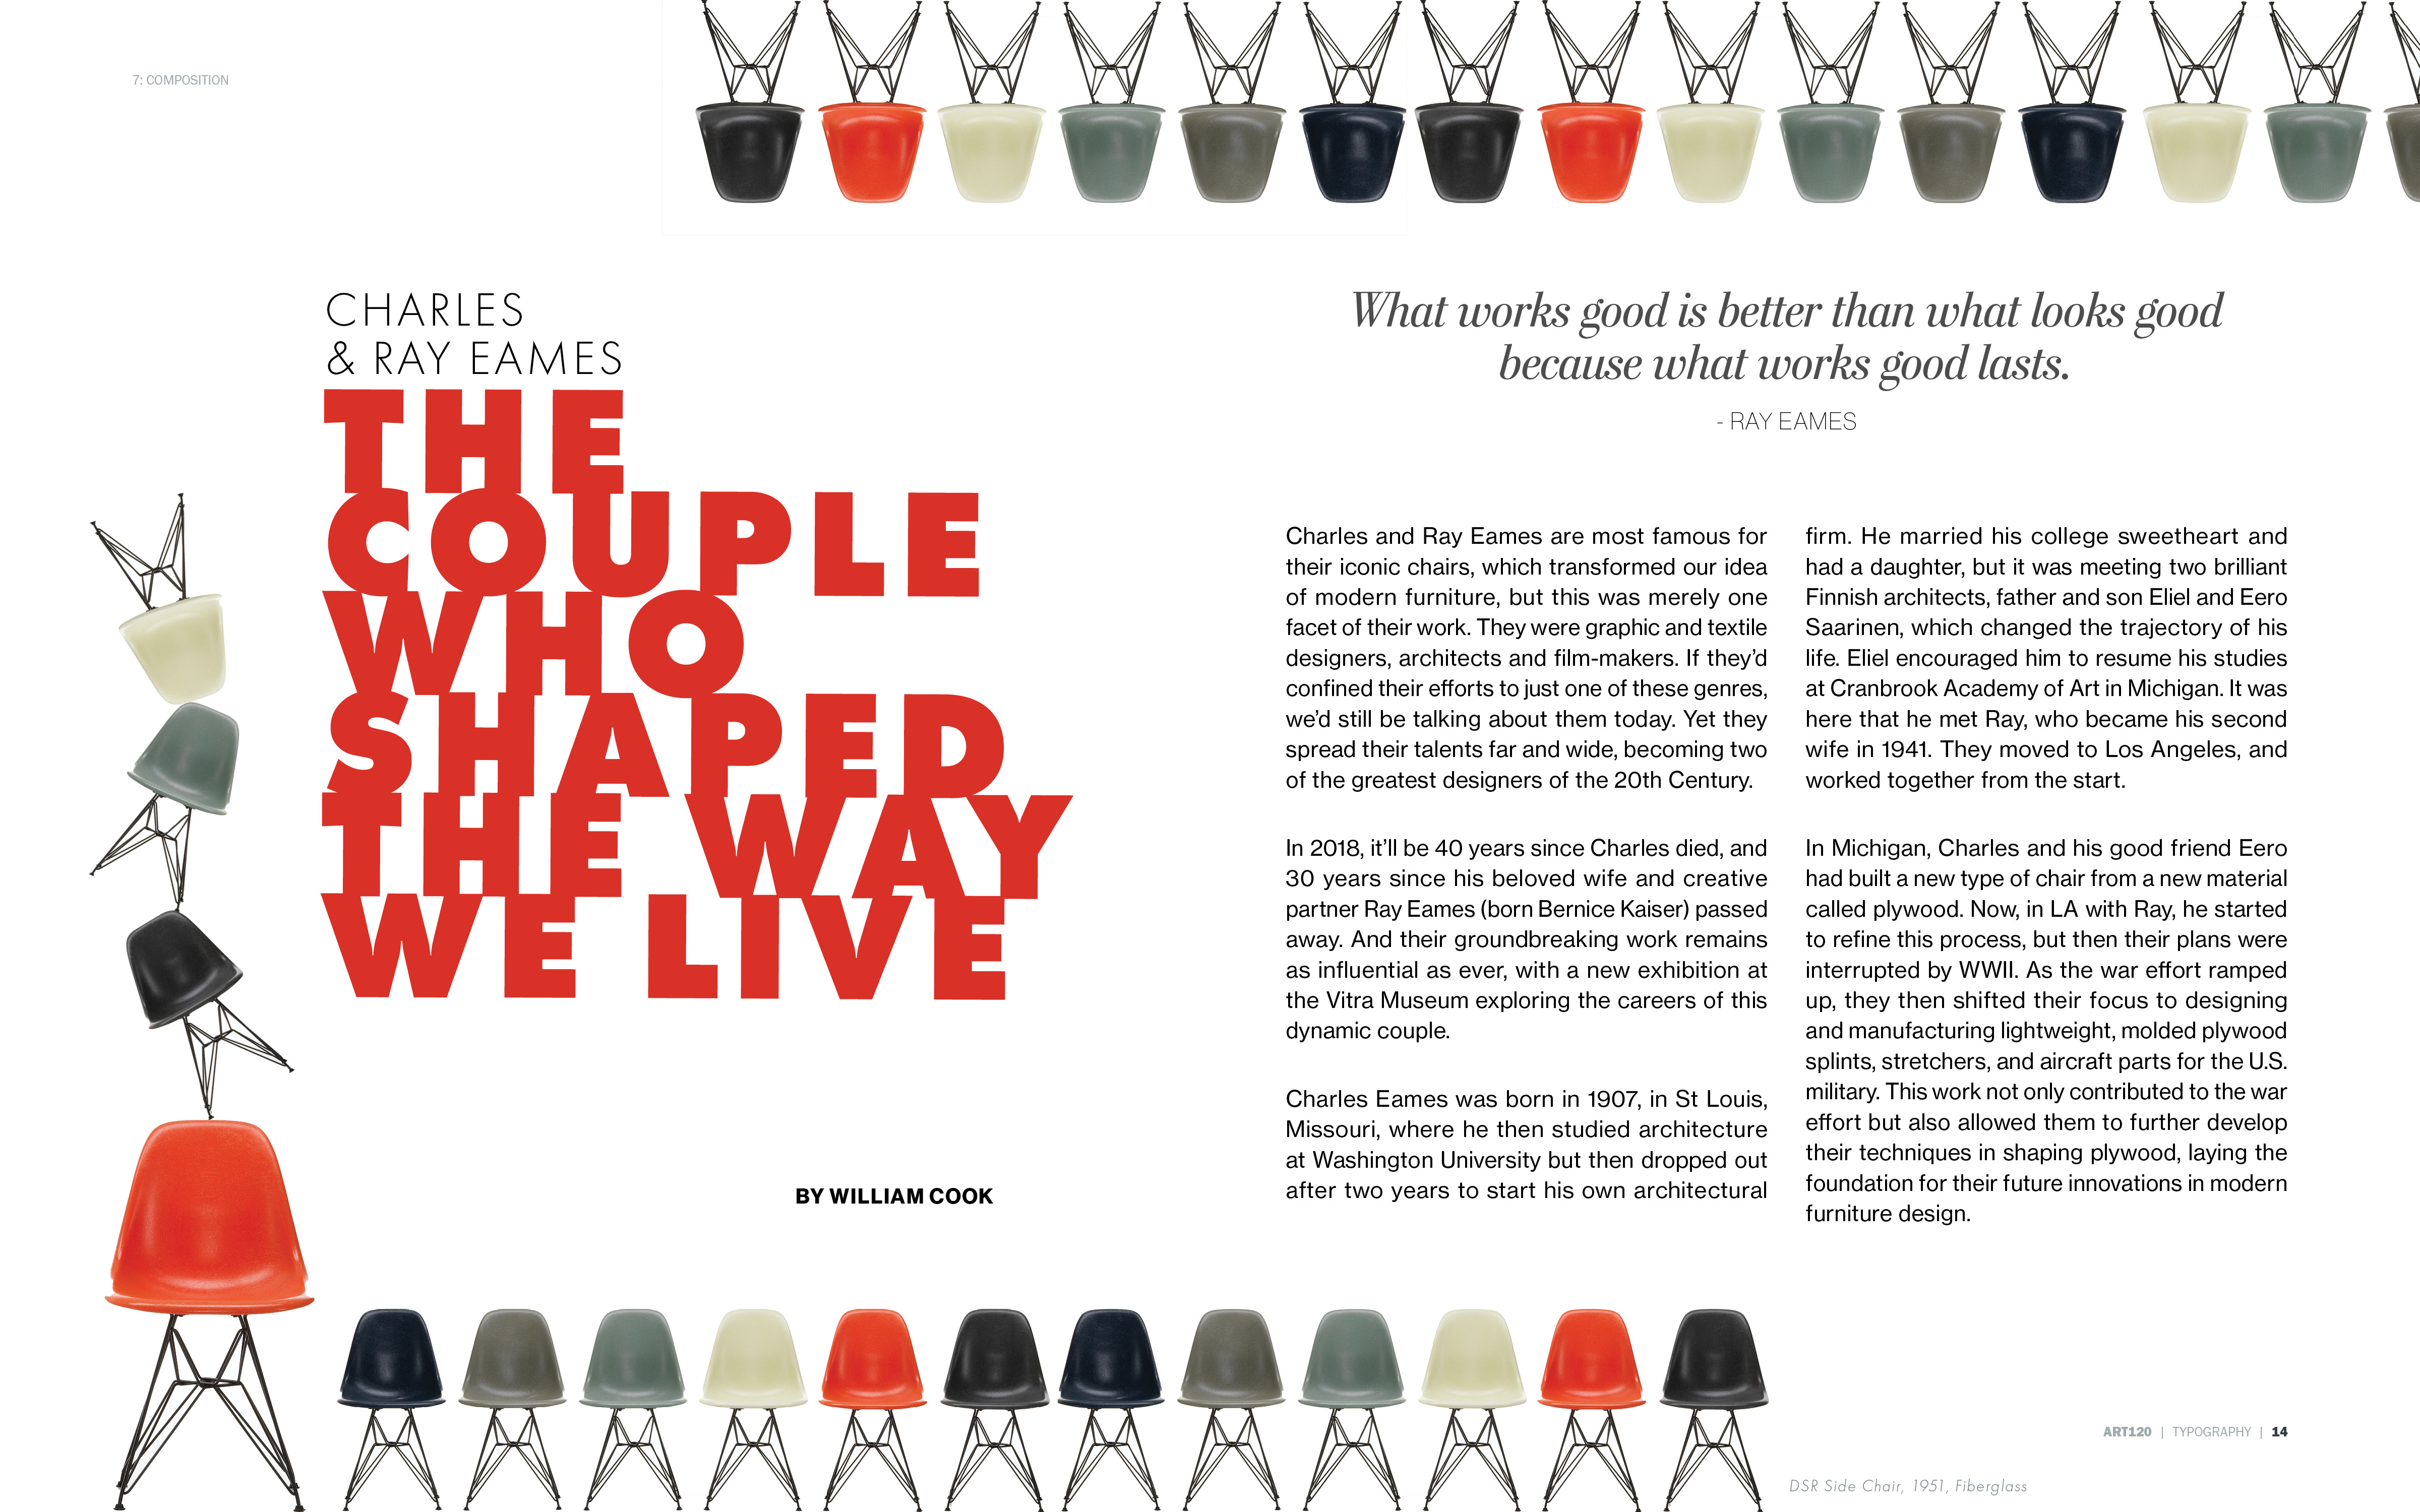 7: COMPOSITION
CHARLES
& RAY EAMES
THE
COUPLE
WHO
SHAPED
THE WAY
WE LIVE
BY WILLIAM COOK
What works good is better than what looks good
because what works good lasts.
- RAY EAMES
Charles and Ray Eames are most famous for
their iconic chairs, which transformed our idea
of modern furniture, but this was merely one
facet of their work. They were graphic and textile
designers, architects and film-makers. If they’d
confined their efforts to just one of these genres,
we’d still be talking about them today. Yet they
spread their talents far and wide, becoming two
of the greatest designers of the 20th Century.
In 2018, it’ll be 40 years since Charles died, and
30 years since his beloved wife and creative
partner Ray Eames (born Bernice Kaiser) passed
away. And their groundbreaking work remains
as influential as ever, with a new exhibition at
the Vitra Museum exploring the careers of this
dynamic couple.
Charles Eames was born in 1907, in St Louis,
Missouri, where he then studied architecture
at Washington University but then dropped out
after two years to start his own architectural
firm. He married his college sweetheart and
had a daughter, but it was meeting two brilliant
Finnish architects, father and son Eliel and Eero
Saarinen, which changed the trajectory of his
life. Eliel encouraged him to resume his studies
at Cranbrook Academy of Art in Michigan. It was
here that he met Ray, who became his second
wife in 1941. They moved to Los Angeles, and
worked together from the start.
In Michigan, Charles and his good friend Eero
had built a new type of chair from a new material
called plywood. Now, in LA with Ray, he started
to refine this process, but then their plans were
interrupted by WWII. As the war effort ramped
up, they then shifted their focus to designing
and manufacturing lightweight, molded plywood
splints, stretchers, and aircraft parts for the U.S.
military. This work not only contributed to the war
effort but also allowed them to further develop
their techniques in shaping plywood, laying the
foundation for their future innovations in modern
furniture design.
ART120 | TYPOGRAPHY | 14
DSR Side Chair, 1951, Fiberglass